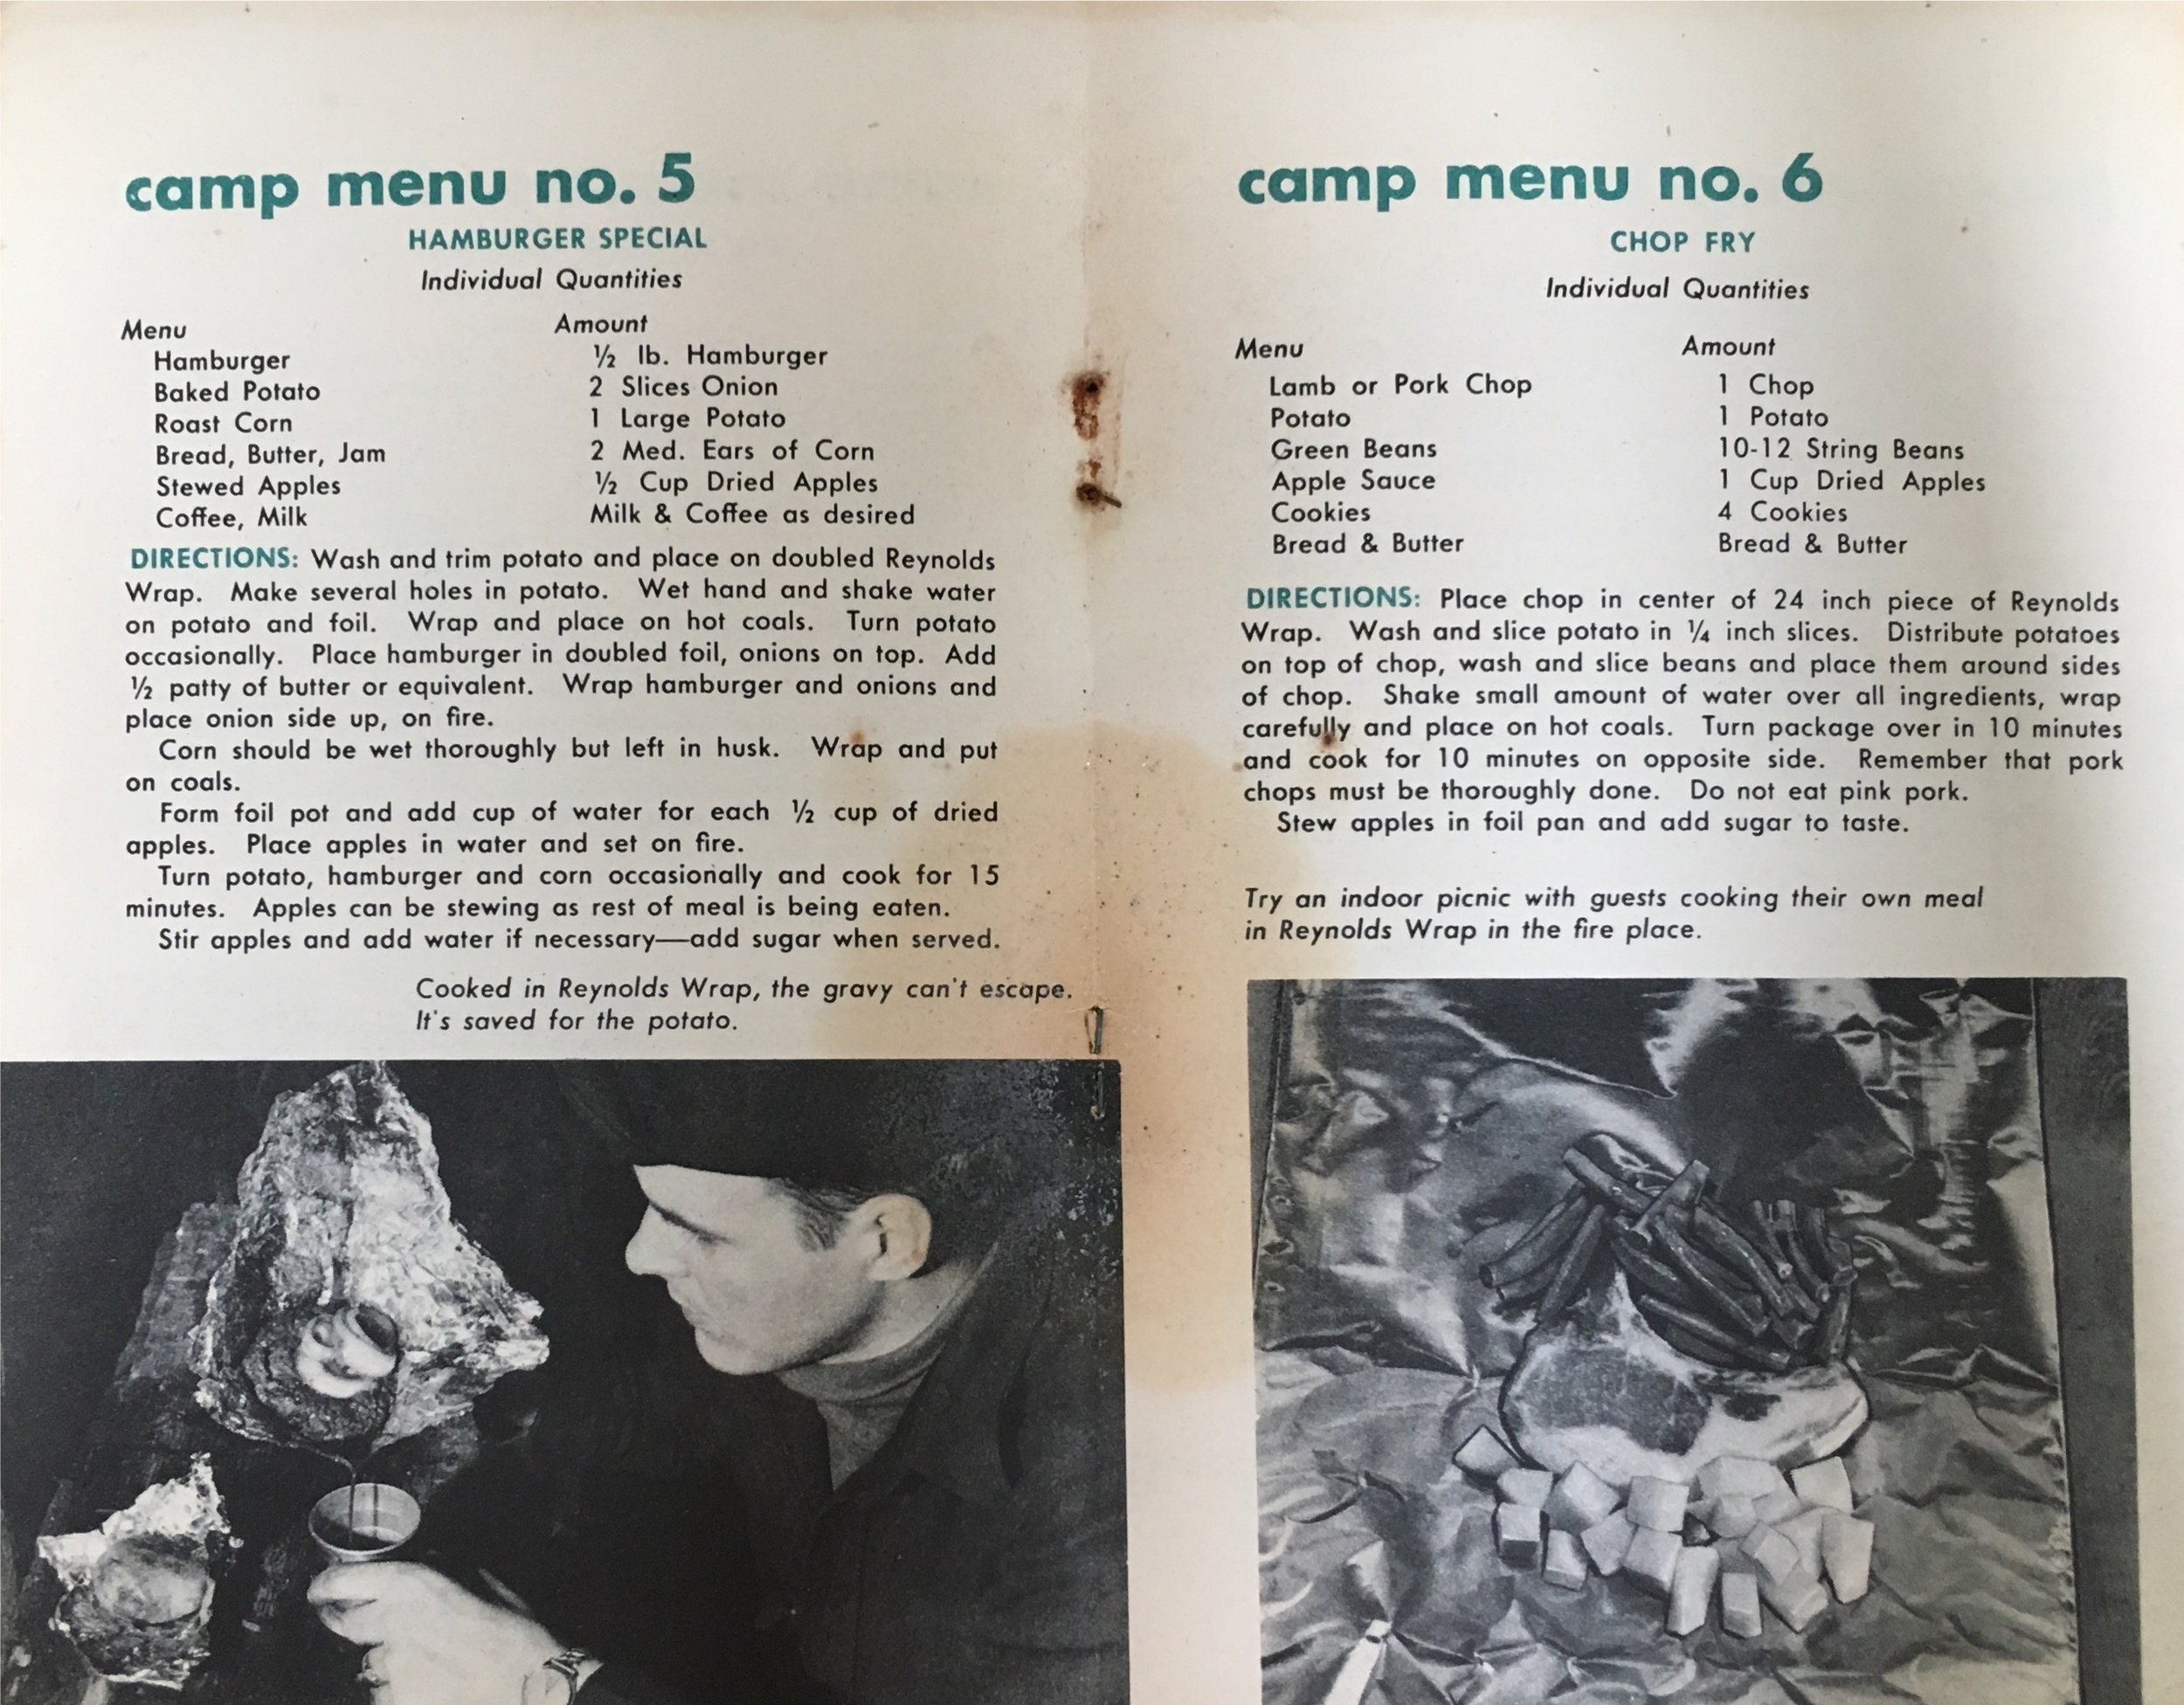 camp menu no. 5
HAMBURGER SPECIAL
Individual Quantities
Menu Amount
Hamburger ½ lb. Hamburger
Baked Potato 2 Slices Onion
Roast Corn 1 Large Potato
Bread, Butter, Jam 2 Med. Ears of Corn
Stewed Apples ½ Cup Dried Apples
Coffee, Milk Milk & Coffee as desired
DIRECTIONS: Wash and trim potato and place on doubled Reynolds
Wrap. Make several holes in potato. Wet hand and shake water
on potato and foil. Wrap and place on hot coals. Turn potato
occasionally. Place hamburger in doubled foil, onions on top. Add
½ patty of butter or equivalent. Wrap hamburger and onions and
place onion side up, on fire.
Corn should be wet thoroughly but left in husk. Wrap and put
on coals.
Form foil pot and add cup of water for each ½ cup of dried
apples. Place apples in water and set on fire.
Turn potato, hamburger and corn occasionally and cook for 15
minutes. Apples can be stewing as rest of meal is being eaten.
Stir apples and add water if necessary—add sugar when served.
Cooked in Reynolds Wrap, the gravy can't escape.
It's saved for the potato.
camp menu no. 6
CHOP FRY
Individual Quantities
Menu Amount
Lamb or Pork Chop 1 Chop
Potato 1 Potato
Green Beans 10-12 String Beans
Apple Sauce 1 Cup Dried Apples
Cookies 4 Cookies
Bread & Butter Bread & Butter
DIRECTIONS: Place chop in center of 24 inch piece of Reynolds
Wrap. Wash and slice potato in ¼ inch slices. Distribute potatoes
on top of chop, wash and slice beans and place them around sides
of chop. Shake small amount of water over all ingredients, wrap
carefully and place on hot coals. Turn package over in 10 minutes
and cook for 10 minutes on opposite side. Remember that pork
chops must be thoroughly done. Do not eat pink pork.
Stew apples in foil pan and add sugar to taste.
Try an indoor picnic with guests cooking their own meal
in Reynolds Wrap in the fire place.